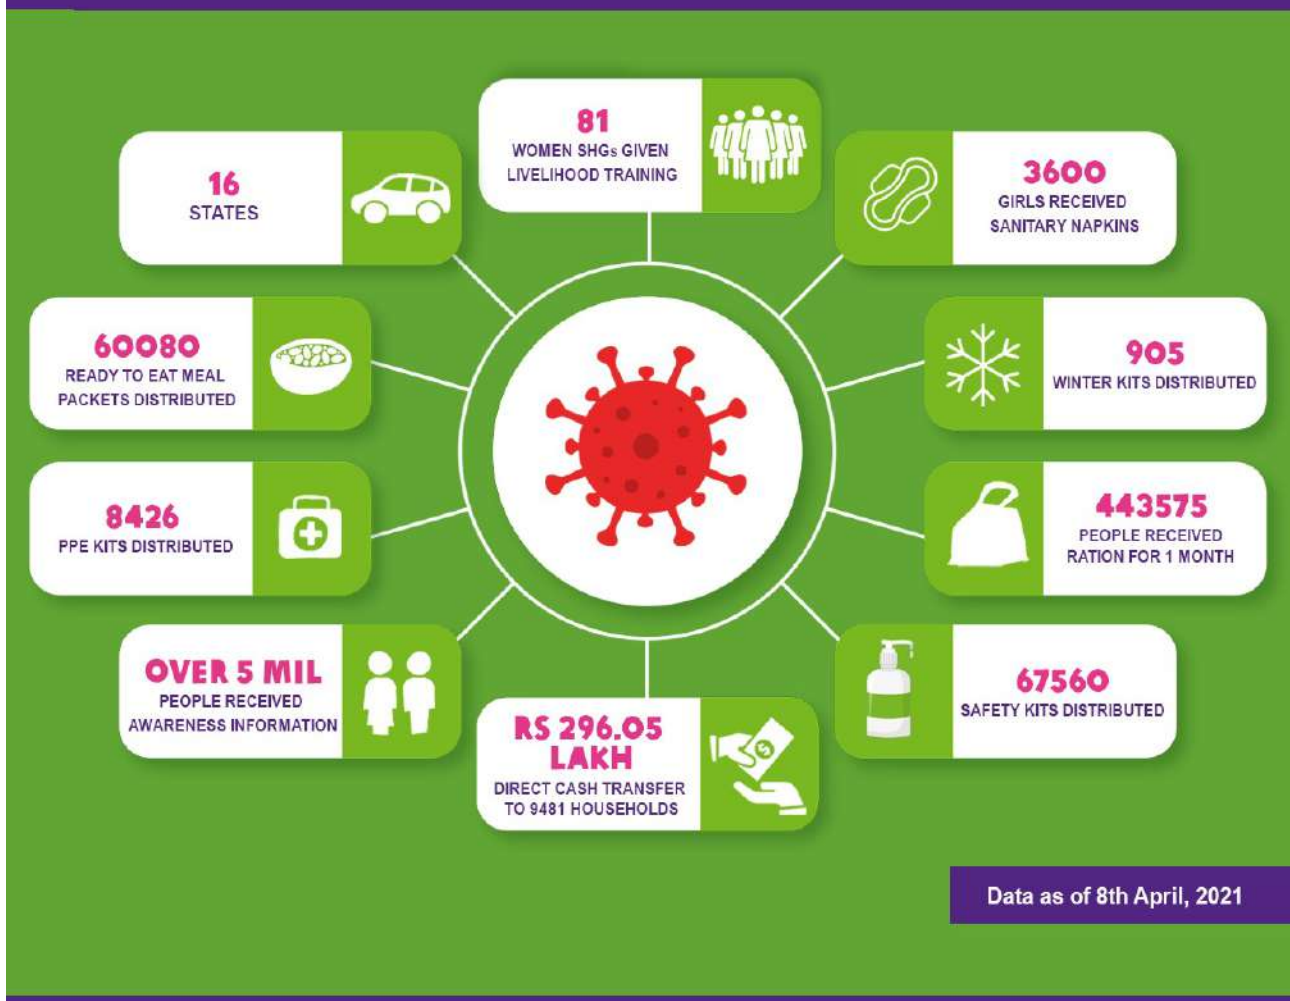 81
WOMEN SHGs GIVEN
LIVELIHOOD TRAINING
16
STATES
3600
GIRLS RECEIVED
SANITARY NAPKINS
60080
READY TO EAT MEAL
PACKETS DISTRIBUTED
905
WINTER KITS DISTRIBUTED
8426
PPE KITS DISTRIBUTED
443575
PEOPLE RECEIVED
RATION FOR 1 MONTH
OVER 5 MIL
PEOPLE RECEIVED
AWARENESS INFORMATION
67560
SAFETY KITS DISTRIBUTED
RS 296.05
LAKH
DIRECT CASH TRANSFER
TO 9481 HOUSEHOLDS
$
Data as of 8th April, 2021